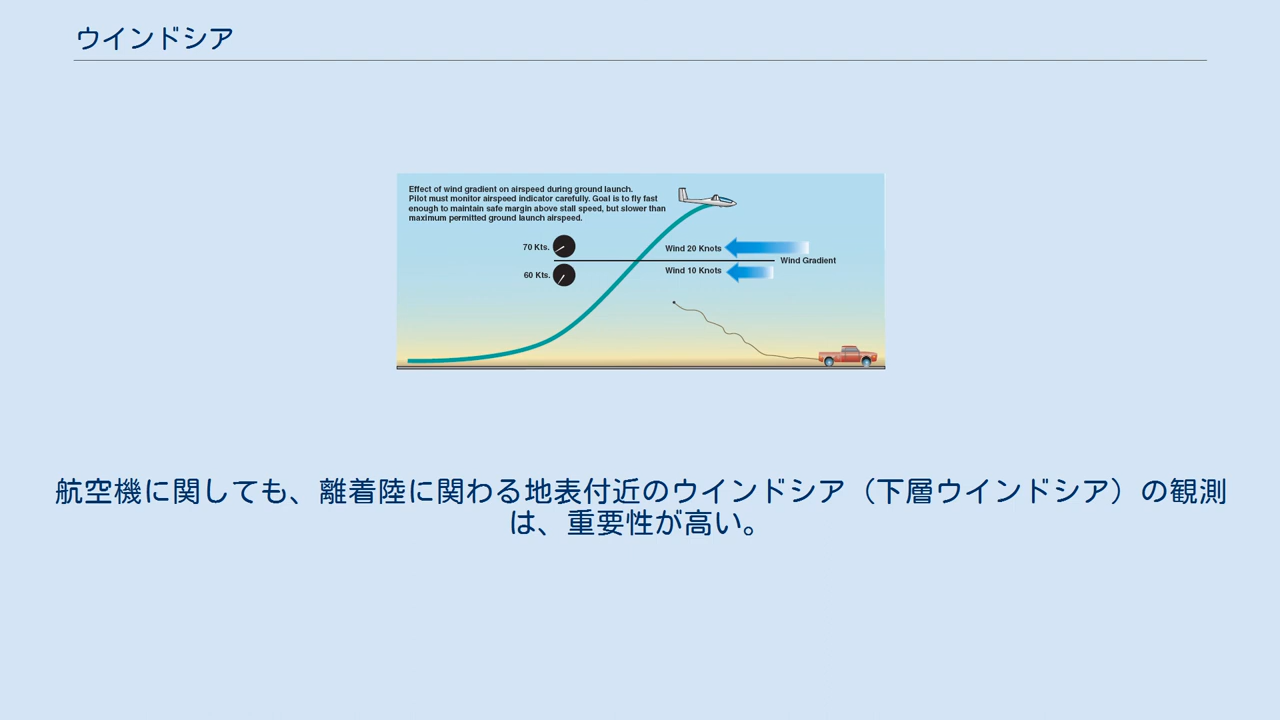 ウインドシア
Effect of wind gradient on airspeed during ground launch.
Pilot must monitor airspeed indicator carefully. Goal is to fly fast
enough to maintain safe margin above stall speed, but slower than
maximum permitted ground launch airspeed.
70 Kts.
Wind 20 Knots
Wind Gradient
60 Kts.
Wind 10 Knots
航空機に関しても、離着陸に関わる地表付近のウインドシア（下層ウインドシア）の観測
は、重要性が高い。